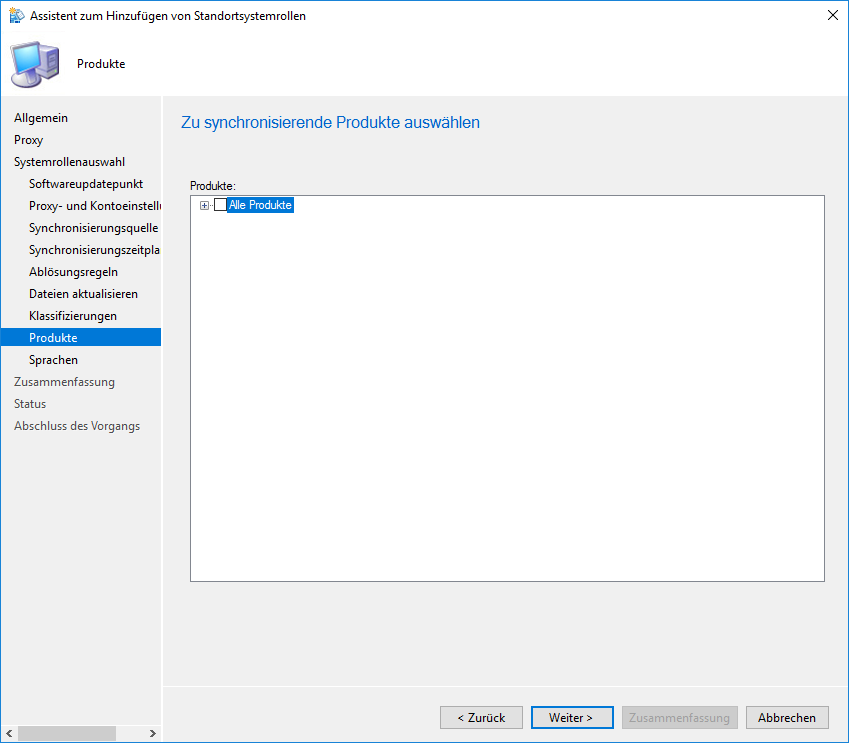 Assistent zum Hinzufügen von Standortsystemrollen
Produkte
Allgemein
Proxy
Systemrollenauswahl
Softwareupdatepunkt
Proxy- und Kontoeinstellu
Synchronisierungsquelle
Synchronisierungszeitpla
Ablösungsregeln
Dateien aktualisieren
Klassifizierungen
Produkte
Sprachen
Zusammenfassung
Status
Abschluss des Vorgangs
Zu synchronisierende Produkte auswählen
Produkte:
Alle Produkte
< Zurück
Weiter >
Zusammenfassung
Abbrechen